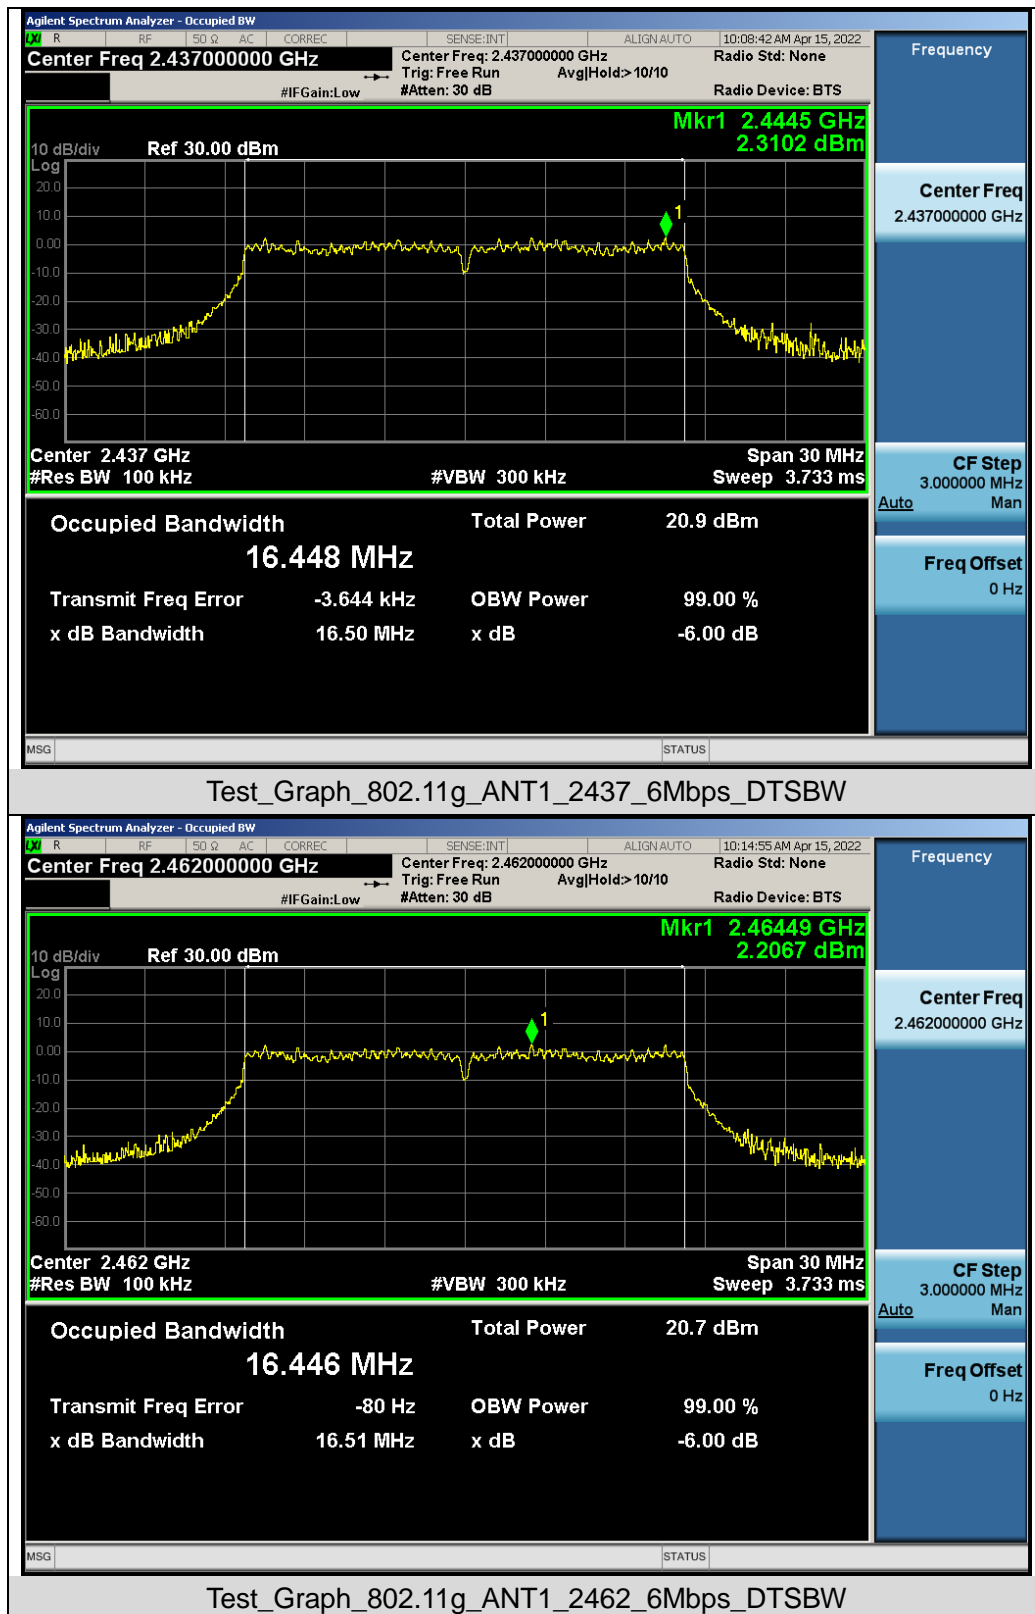 Agilent Spectrum Analyzer - Occupied BW
LXI R RF 50 Ω AC CORREC SENSE:INT ALIGN AUTO 10:08:42 AM Apr 15, 2022
Center Freq 2.437000000 GHz Center Freq: 2.437000000 GHz Radio Std: None
Trig: Free Run Avg|Hold:>10/10
#IFGain:Low #Atten: 30 dB Radio Device: BTS
Frequency
Mkr1 2.4445 GHz
2.3102 dBm
10 dB/div Ref 30.00 dBm
Log
20.0
10.0
0.00
-10.0
-20.0
-30.0
-40.0
-50.0
-60.0
1
Center 2.437 GHz Span 30 MHz
#Res BW 100 kHz #VBW 300 kHz Sweep 3.733 ms
Center Freq
2.437000000 GHz
CF Step
3.000000 MHz
Auto Man
Freq Offset
0 Hz
Occupied Bandwidth Total Power 20.9 dBm
16.448 MHz
Transmit Freq Error -3.644 kHz OBW Power 99.00 %
x dB Bandwidth 16.50 MHz x dB -6.00 dB
MSG STATUS
Test_Graph_802.11g_ANT1_2437_6Mbps_DTSBW
Agilent Spectrum Analyzer - Occupied BW
LXI R RF 50 Ω AC CORREC SENSE:INT ALIGN AUTO 10:14:55 AM Apr 15, 2022
Center Freq 2.462000000 GHz Center Freq: 2.462000000 GHz Radio Std: None
Trig: Free Run Avg|Hold:>10/10
#IFGain:Low #Atten: 30 dB Radio Device: BTS
Frequency
Mkr1 2.46449 GHz
2.2067 dBm
10 dB/div Ref 30.00 dBm
Log
20.0
10.0
0.00
-10.0
-20.0
-30.0
-40.0
-50.0
-60.0
1
Center 2.462 GHz Span 30 MHz
#Res BW 100 kHz #VBW 300 kHz Sweep 3.733 ms
Center Freq
2.462000000 GHz
CF Step
3.000000 MHz
Auto Man
Freq Offset
0 Hz
Occupied Bandwidth Total Power 20.7 dBm
16.446 MHz
Transmit Freq Error -80 Hz OBW Power 99.00 %
x dB Bandwidth 16.51 MHz x dB -6.00 dB
MSG STATUS
Test_Graph_802.11g_ANT1_2462_6Mbps_DTSBW